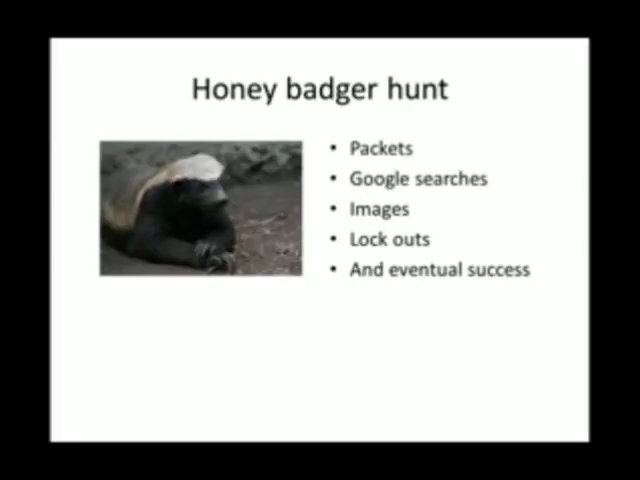 Honey badger hunt
• Packets
• Google searches
• Images
• Lock outs
• And eventual success